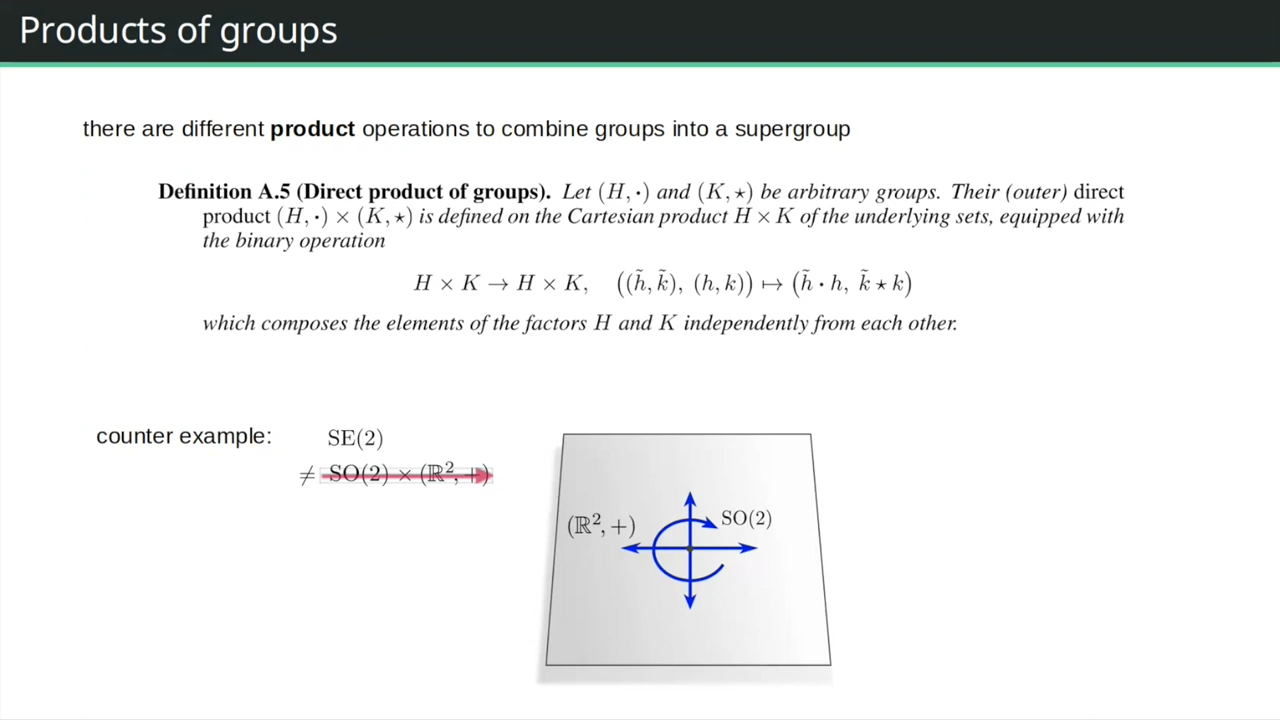 Products of groups
there are different product operations to combine groups into a supergroup
Definition A.5 (Direct product of groups). Let (H, ·) and (K, ⋆) be arbitrary groups. Their (outer) direct
product (H, ·) × (K, ⋆) is defined on the Cartesian product H × K of the underlying sets, equipped with
the binary operation
H × K → H × K, ((h̃, k̃), (h, k)) ↦ (h̃ · h, k̃ ⋆ k)
which composes the elements of the factors H and K independently from each other.
counter example: SE(2)
≠ SO(2) × (ℝ², +)
(ℝ², +) SO(2)